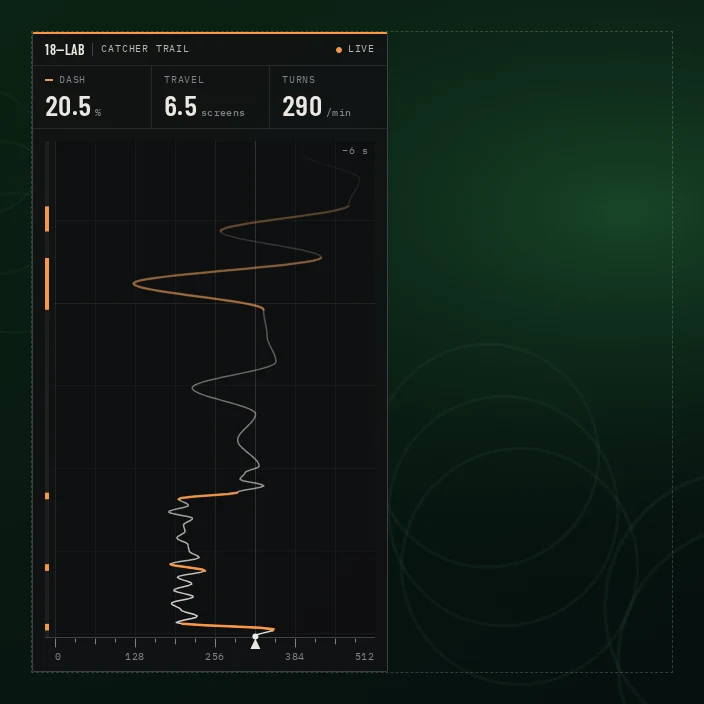 18—LAB CATCHER TRAIL LIVE
DASH TRAVEL TURNS
20.5 % 6.5 screens 290 /min
−6 s
0 128 256 384 512